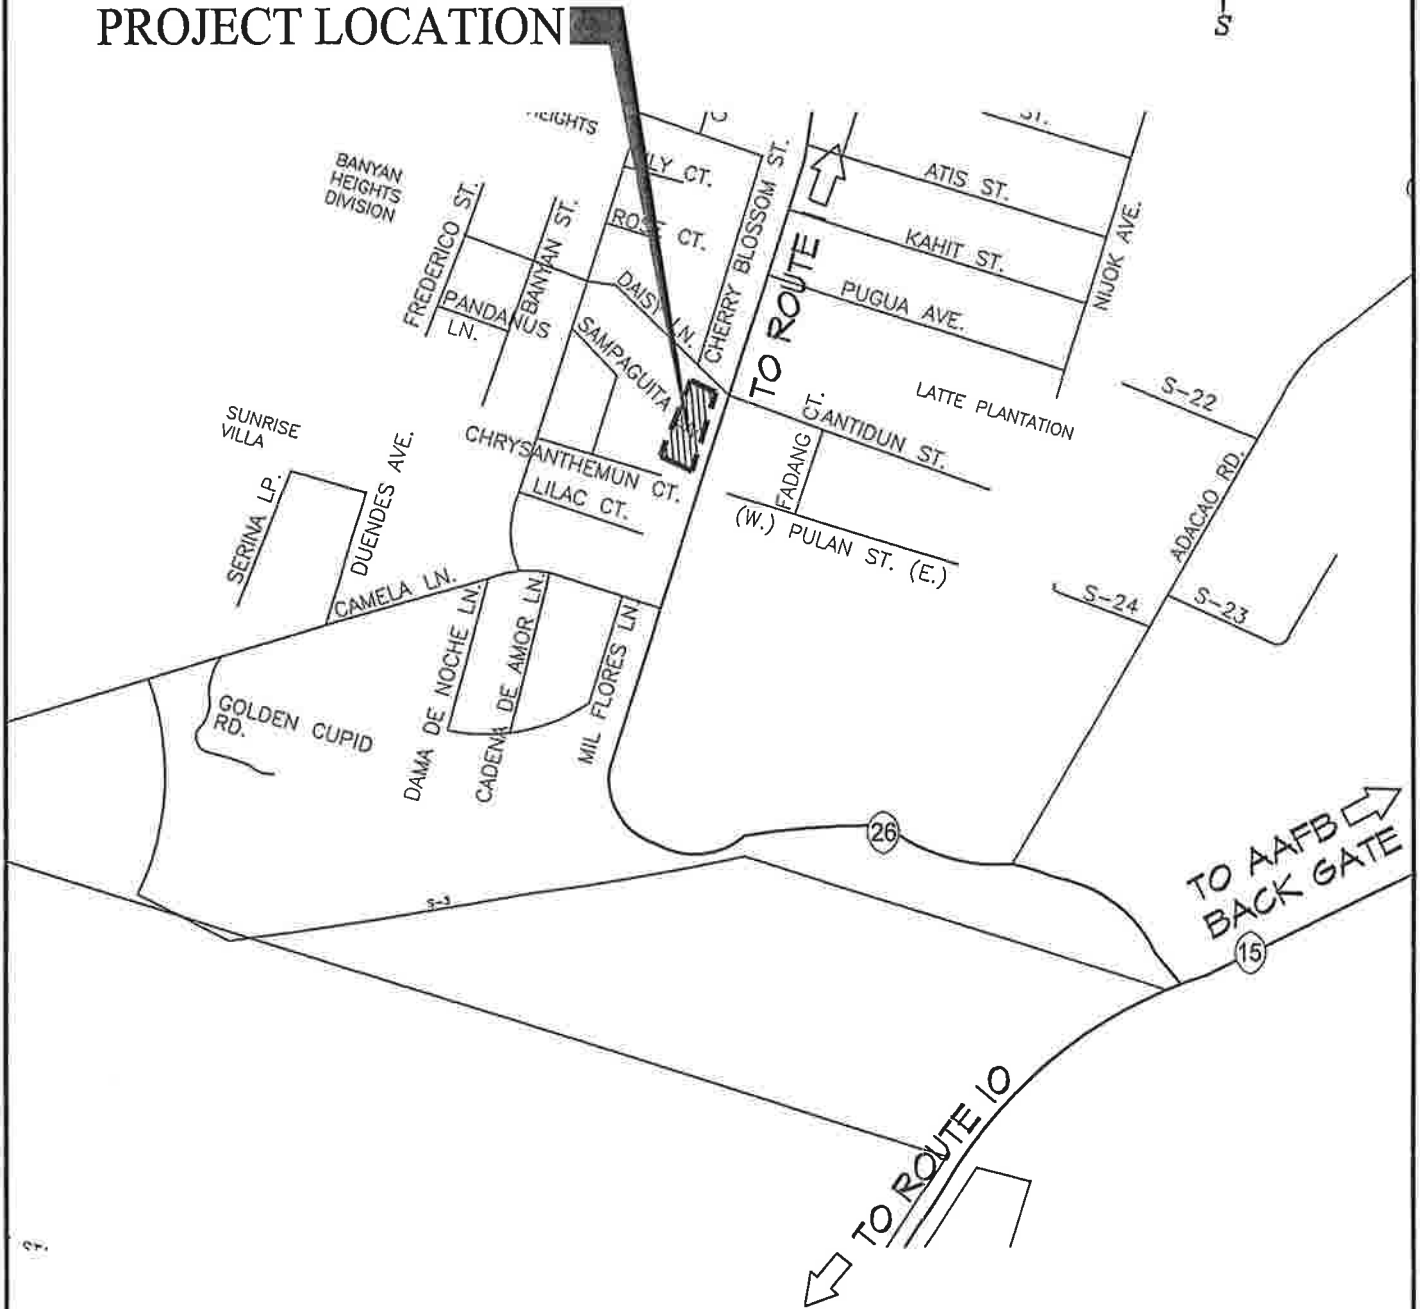 PROJECT LOCATION
S
HEIGHTS
ST.
BANYAN
HEIGHTS
DIVISION
LY CT.
ATIS ST.
FREDERICO ST.
BANYAN ST.
ROSE CT.
CHERRY BLOSSOM ST.
TO ROUTE 1
KAHIT ST.
NIJOK AVE.
DAISY LN.
PUGUA AVE.
PANDANUS
LN.
SAMPAGUITA
LATTE PLANTATION
S-22
SUNRISE
VILLA
CHRYSANTHEMUN CT.
GANTIDUN ST.
FADANG CT.
DUENDES AVE.
SERINA LP.
LILAC CT.
(W.) PULAN ST. (E.)
ADACAO RD.
CAMELA LN.
S-24
S-23
DAMA DE NOCHE LN.
CADENA DE AMOR LN.
MIL FLORES LN.
GOLDEN CUPID
RD.
26
TO AAFB
BACK GATE
S-3
15
TO ROUTE 10